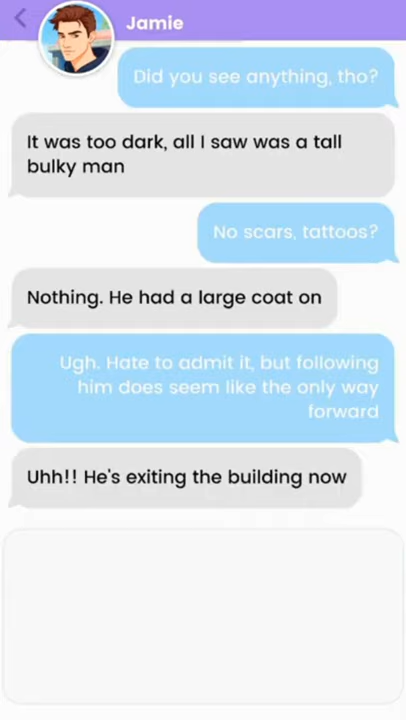 Jamie
Did you see anything, tho?
It was too dark, all I saw was a tall
bulky man
No scars, tattoos?
Nothing. He had a large coat on
Ugh. Hate to admit it, but following
him does seem like the only way
forward
Uhh!! He's exiting the building now